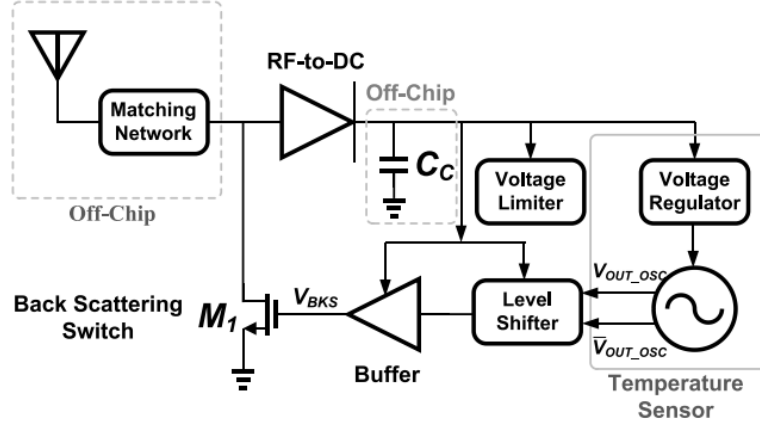 RF-to-DC
Off-Chip
Matching
Network
C_C
Voltage
Limiter
Voltage
Regulator
Off-Chip
V_OUT_OSC
Back Scattering
Switch
M_1
V_BKS
Level
Shifter
V̅_OUT_OSC
Buffer
Temperature
Sensor